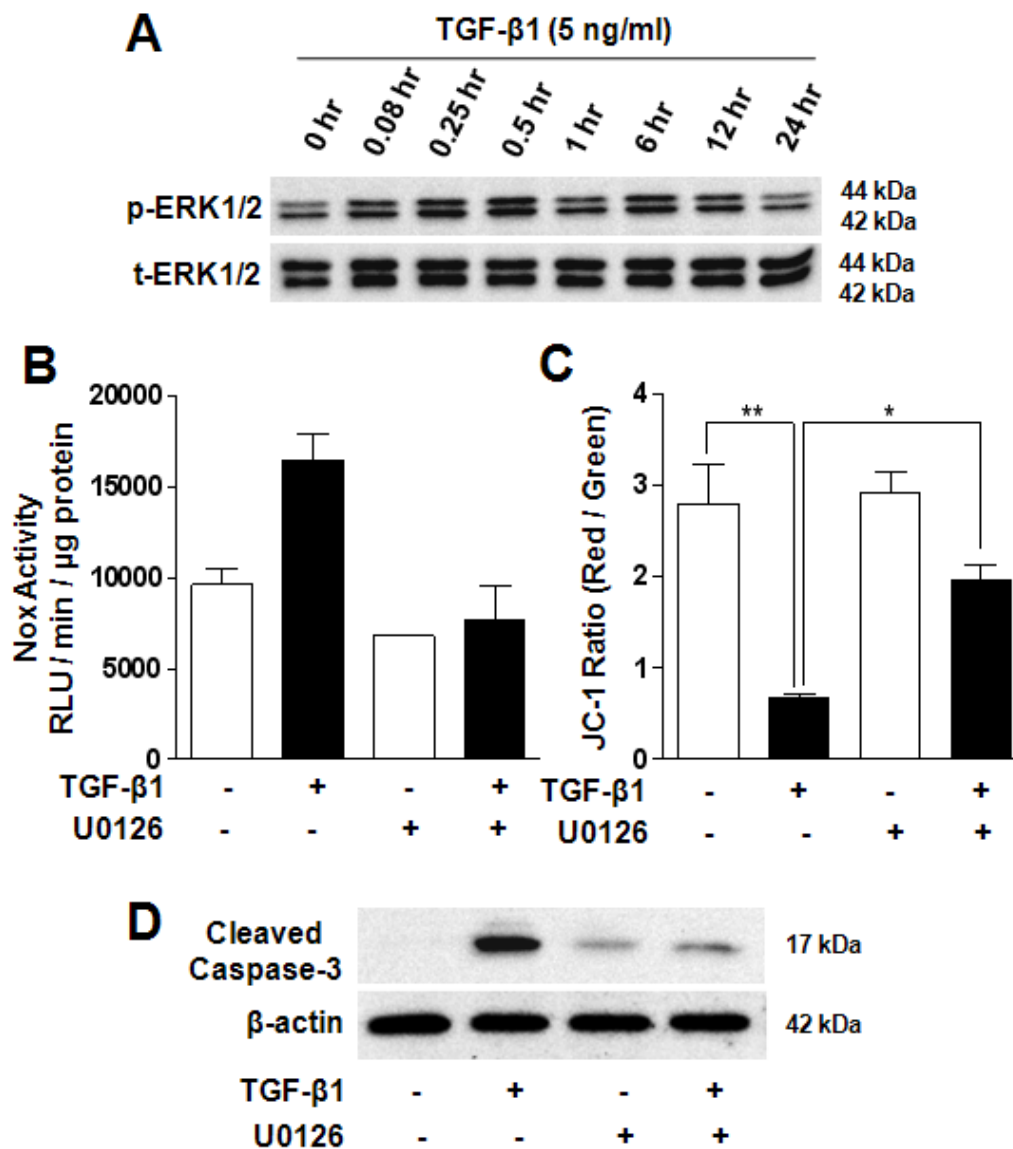 A
TGF-β1 (5 ng/ml)
0 hr 0.08 hr 0.25 hr 0.5 hr 1 hr 6 hr 12 hr 24 hr
p-ERK1/2
44 kDa
42 kDa
t-ERK1/2
44 kDa
42 kDa
B
Nox Activity
RLU / min / µg protein
20000
15000
10000
5000
0
TGF-β1 - + - +
U0126 - - + +
C
JC-1 Ratio (Red / Green)
4
3
2
1
0
** *
TGF-β1 - + - +
U0126 - - + +
D
Cleaved
Caspase-3
17 kDa
β-actin
42 kDa
TGF-β1 - + - +
U0126 - - + +